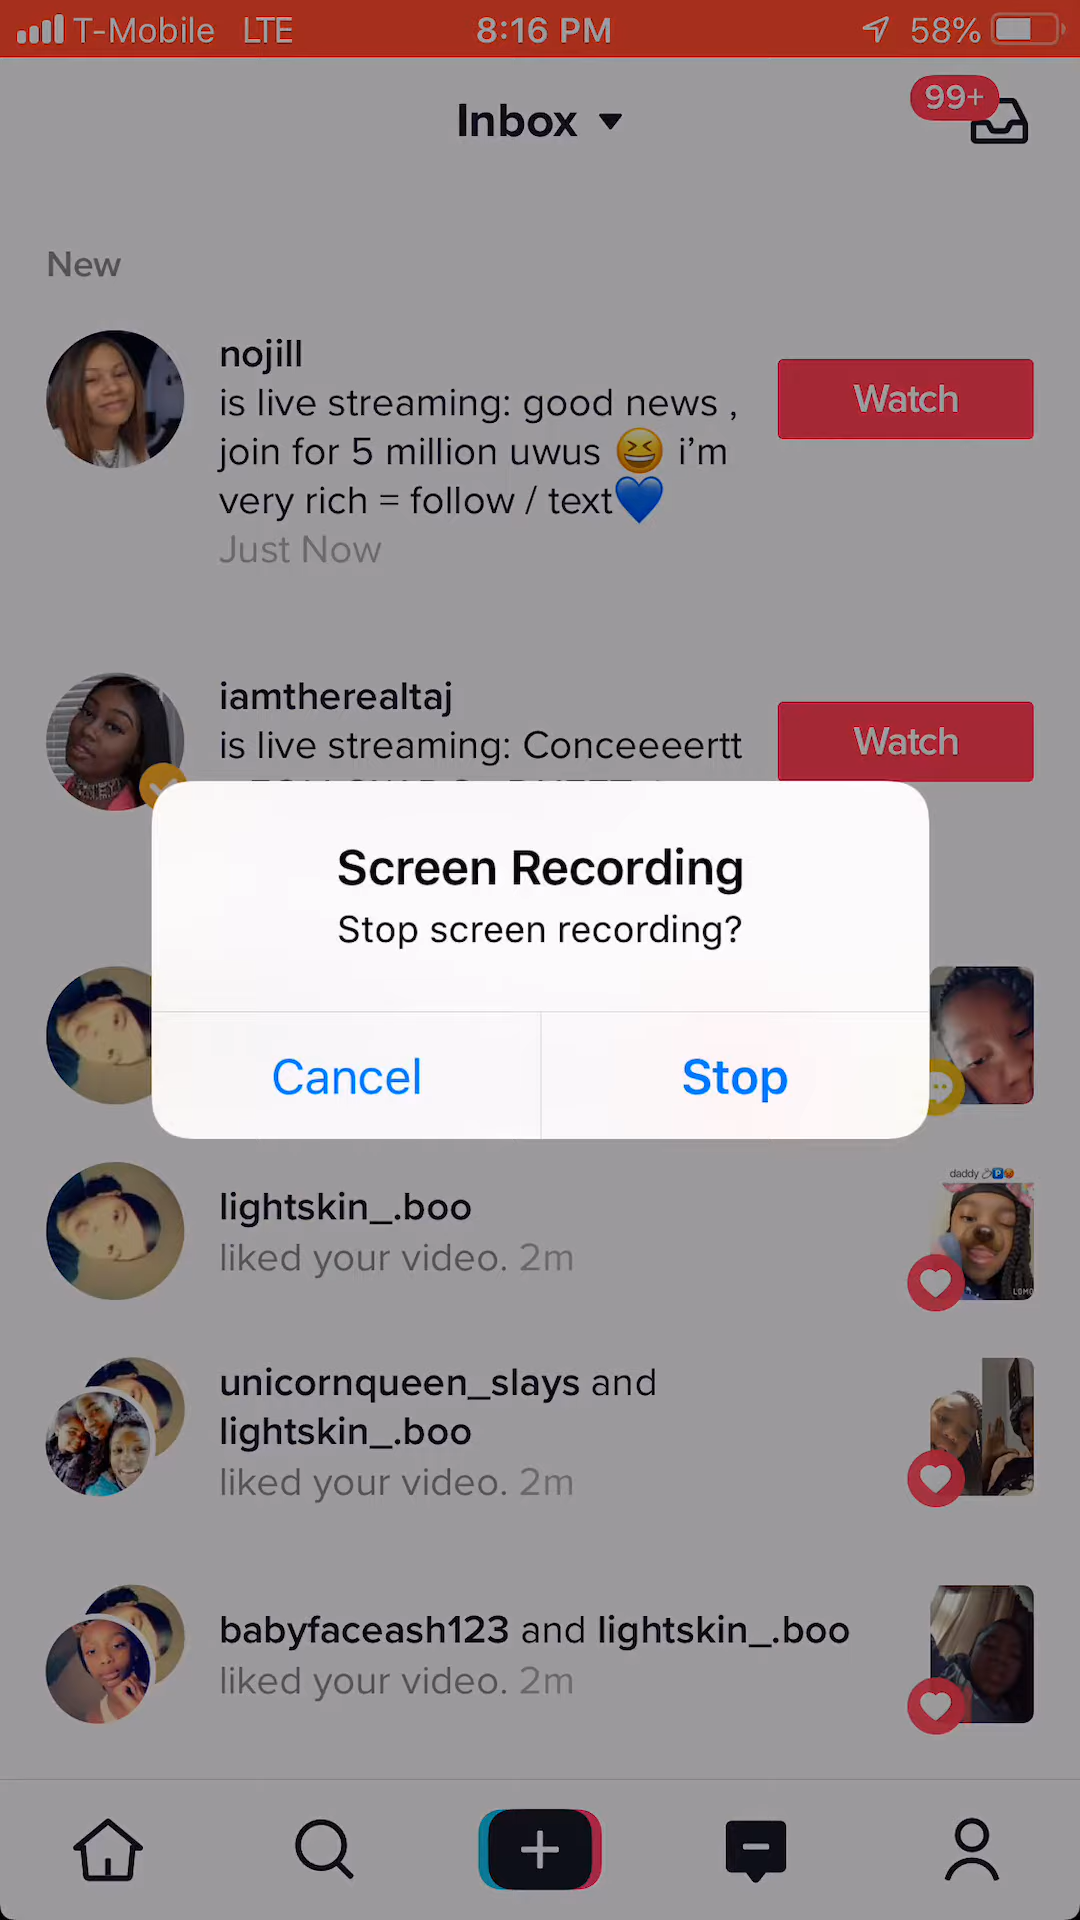 T-Mobile LTE 8:16 PM 58%
Inbox
99+
New
nojill
is live streaming: good news ,
join for 5 million uwus 😆 i'm
very rich = follow / text💙
Just Now
Watch
iamtherealtaj
is live streaming: Conceeeertt
Watch
Screen Recording
Stop screen recording?
Cancel
Stop
daddy
lightskin_.boo
liked your video. 2m
unicornqueen_slays and
lightskin_.boo
liked your video. 2m
babyfaceash123 and lightskin_.boo
liked your video. 2m